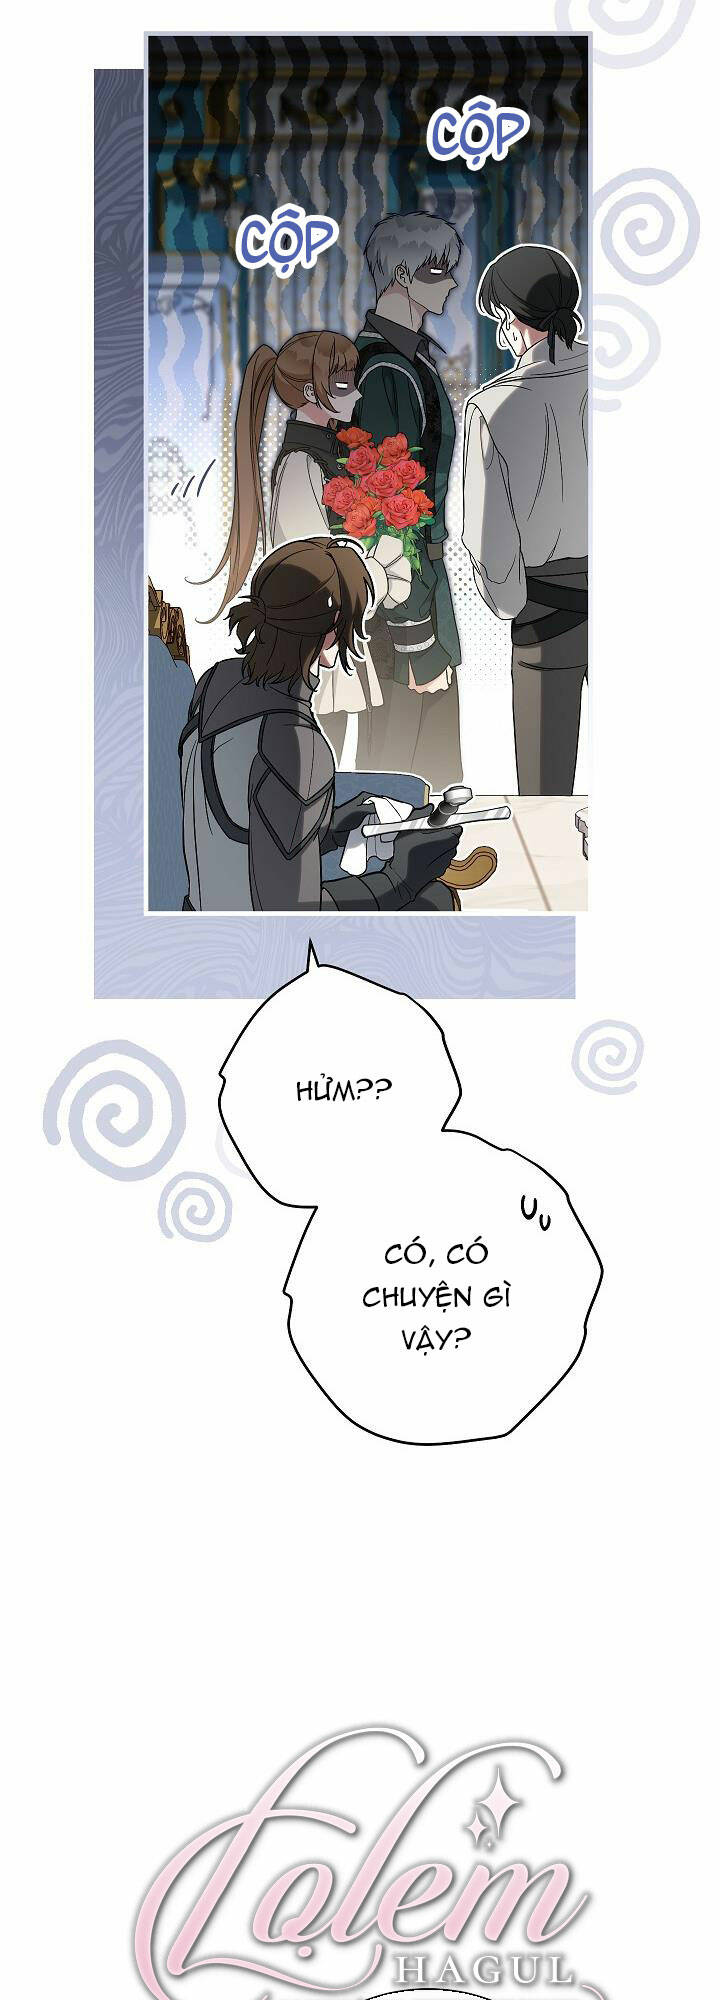 CỘP
CỘP
HỬM??
CÓ, CÓ
CHUYỆN GÌ
VẬY?
Lọlem
HAGUL